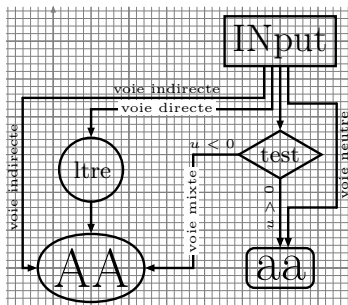 INput
voie indirecte
voie directe
u < 0
test
voie neutre
ltre
voie indirecte
voie mixte
u > 0
AA
aa